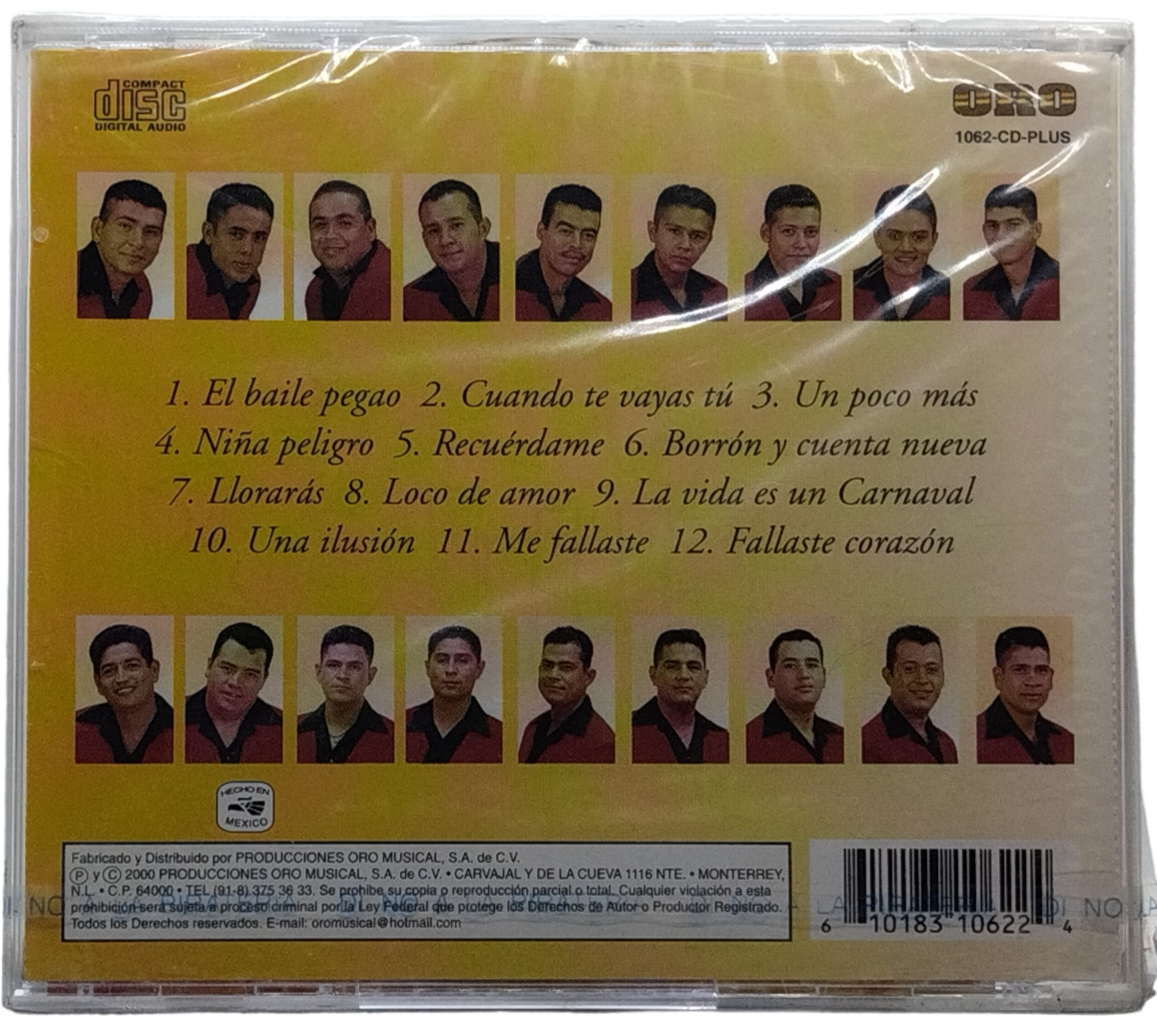 COMPACT
disc
DIGITAL AUDIO
ORO
1062-CD-PLUS
1. El baile pegao 2. Cuando te vayas tú 3. Un poco más
4. Niña peligro 5. Recuérdame 6. Borrón y cuenta nueva
7. Llorarás 8. Loco de amor 9. La vida es un Carnaval
10. Una ilusión 11. Me fallaste 12. Fallaste corazón
HECHO EN
MEXICO
Fabricado y Distribuido por PRODUCCIONES ORO MUSICAL, S.A. de C.V.
Ⓟ y Ⓒ 2000 PRODUCCIONES ORO MUSICAL, S.A. de C.V. • CARVAJAL Y DE LA CUEVA 1116 NTE. • MONTERREY,
N.L. • C.P. 64000 • TEL (91-8) 375 36 33. Se prohibe su copia o reproducción parcial o total. Cualquier violación a esta
prohibición será sujeta a proceso criminal por la Ley Federal que protege los Derechos de Autor o Productor Registrado.
Todos los Derechos reservados. E-mail: oromusical@hotmail.com
6 10183 10622 4